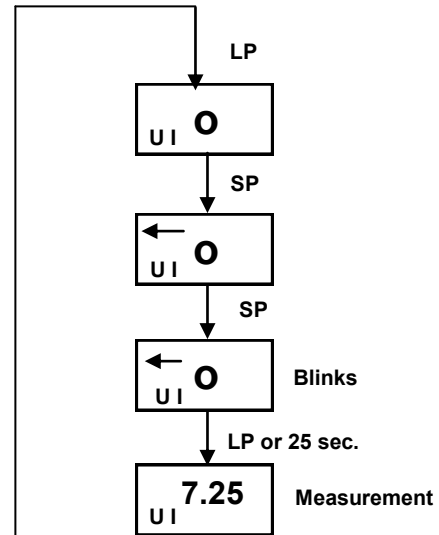 LP
U I O
SP
U I O
SP
U I O Blinks
LP or 25 sec.
U I 7.25 Measurement